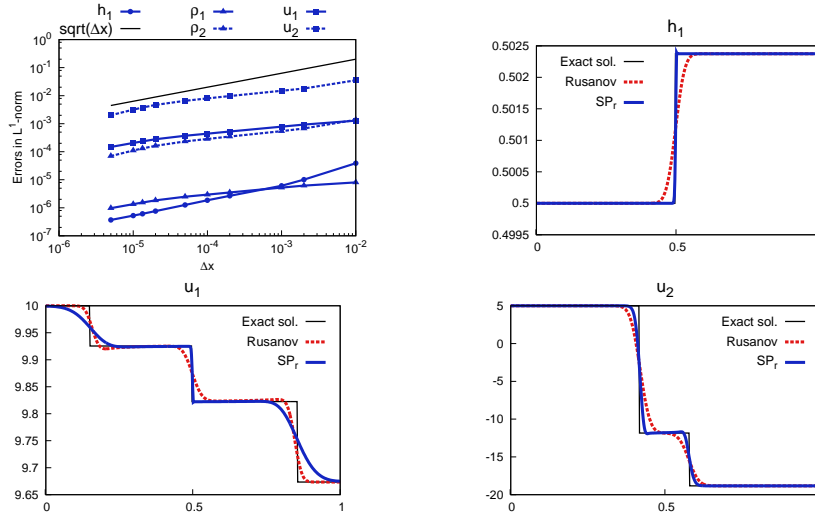 h₁ ρ₁ u₁
sqrt(Δx) ρ₂ u₂
10⁰
10⁻¹
10⁻²
10⁻³
10⁻⁴
10⁻⁵
10⁻⁶
10⁻⁷
Errors in L¹-norm
10⁻⁶ 10⁻⁵ 10⁻⁴ 10⁻³ 10⁻²
Δx
h₁
0.5025
0.502
0.5015
0.501
0.5005
0.5
0.4995
Exact sol.
Rusanov
SPᵣ
0 0.5
u₁
10
9.95
9.9
9.85
9.8
9.75
9.7
9.65
Exact sol.
Rusanov
SPᵣ
0 0.5 1
u₂
5
0
-5
-10
-15
-20
Exact sol.
Rusanov
SPᵣ
0 0.5